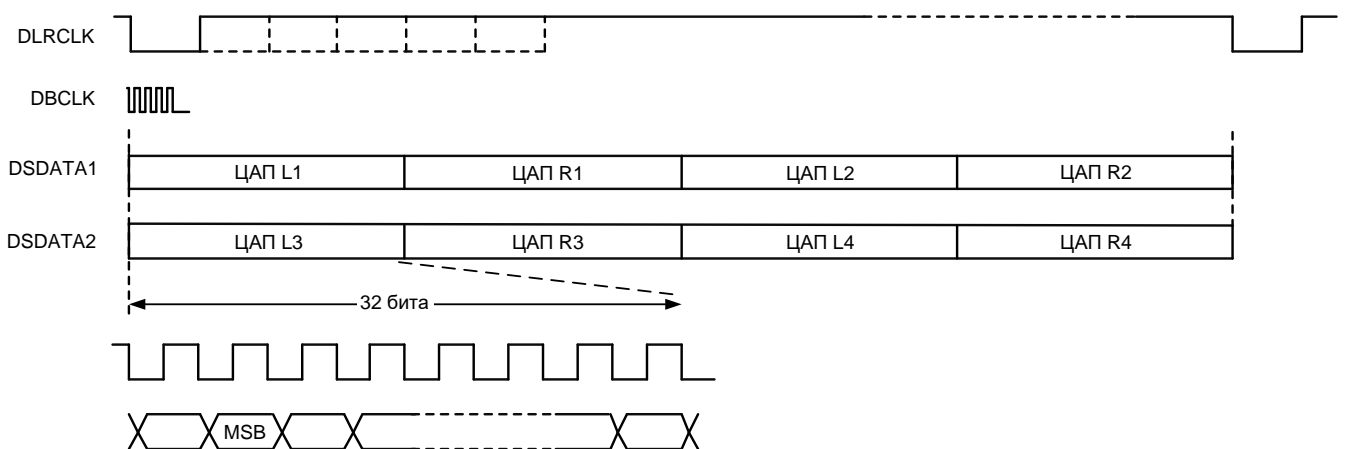 DLRCLK
DBCLK
DSDATA1 ЦАП L1 ЦАП R1 ЦАП L2 ЦАП R2
DSDATA2 ЦАП L3 ЦАП R3 ЦАП L4 ЦАП R4
32 бита
MSB